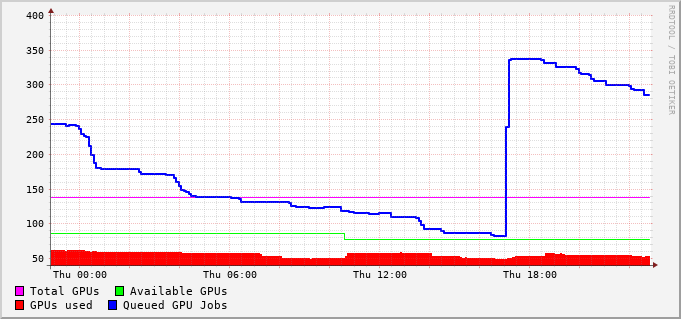 400
350
300
250
200
150
100
50
Thu 00:00 Thu 06:00 Thu 12:00 Thu 18:00
Total GPUs Available GPUs
GPUs used Queued GPU Jobs
RRDTOOL / TOBI OETIKER